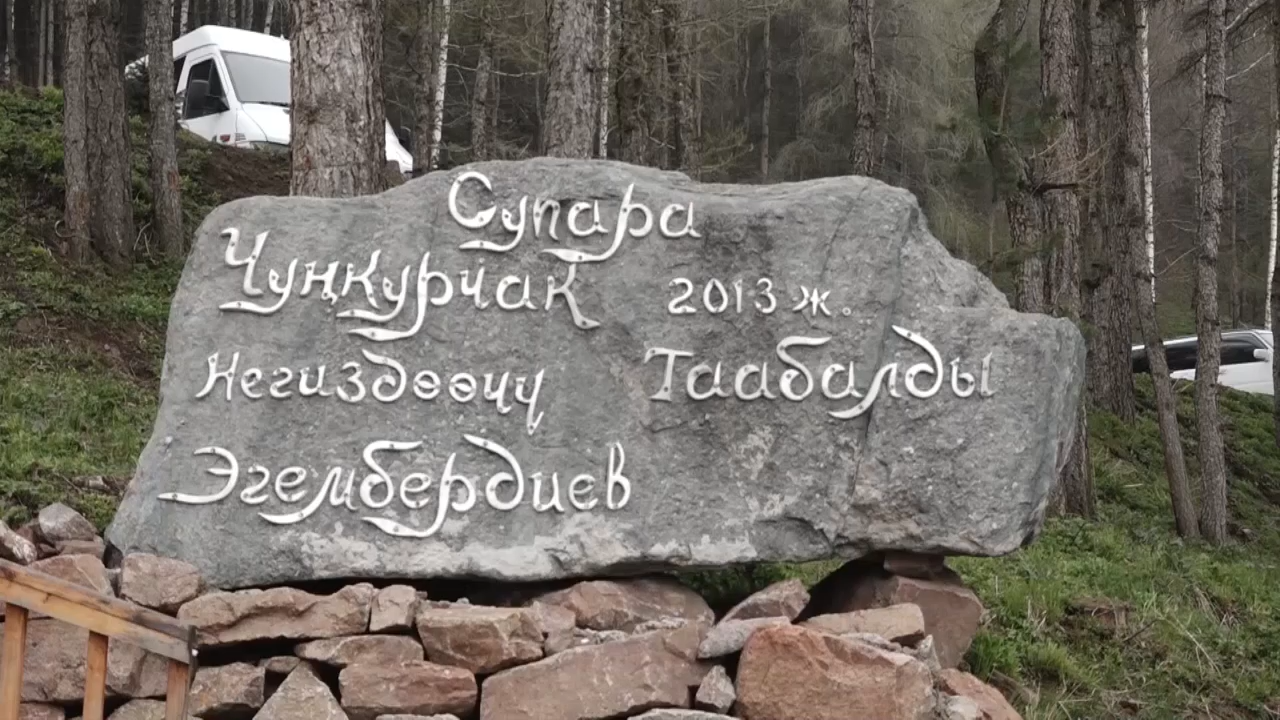 Супара
Чуңкурчак 2013 ж.
Негиздөөчү Таабалды
Эгембердиев